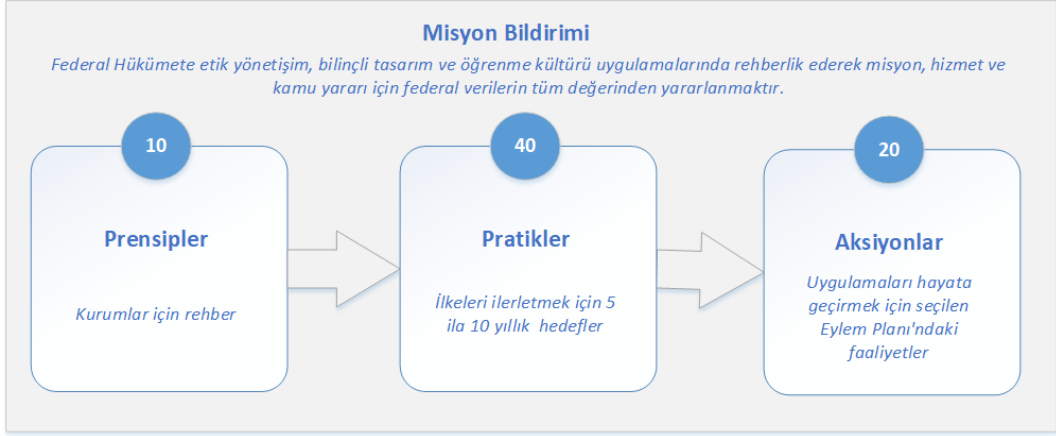 Misyon Bildirimi
Federal Hükümete etik yönetişim, bilinçli tasarım ve öğrenme kültürü uygulamalarında rehberlik ederek misyon, hizmet ve
kamu yararı için federal verilerin tüm değerinden yararlanmaktır.
10
Prensipler
Kurumlar için rehber
40
Pratikler
İlkeleri ilerletmek için 5
ila 10 yıllık hedefler
20
Aksiyonlar
Uygulamaları hayata
geçirmek için seçilen
Eylem Planı'ndaki
faaliyetler